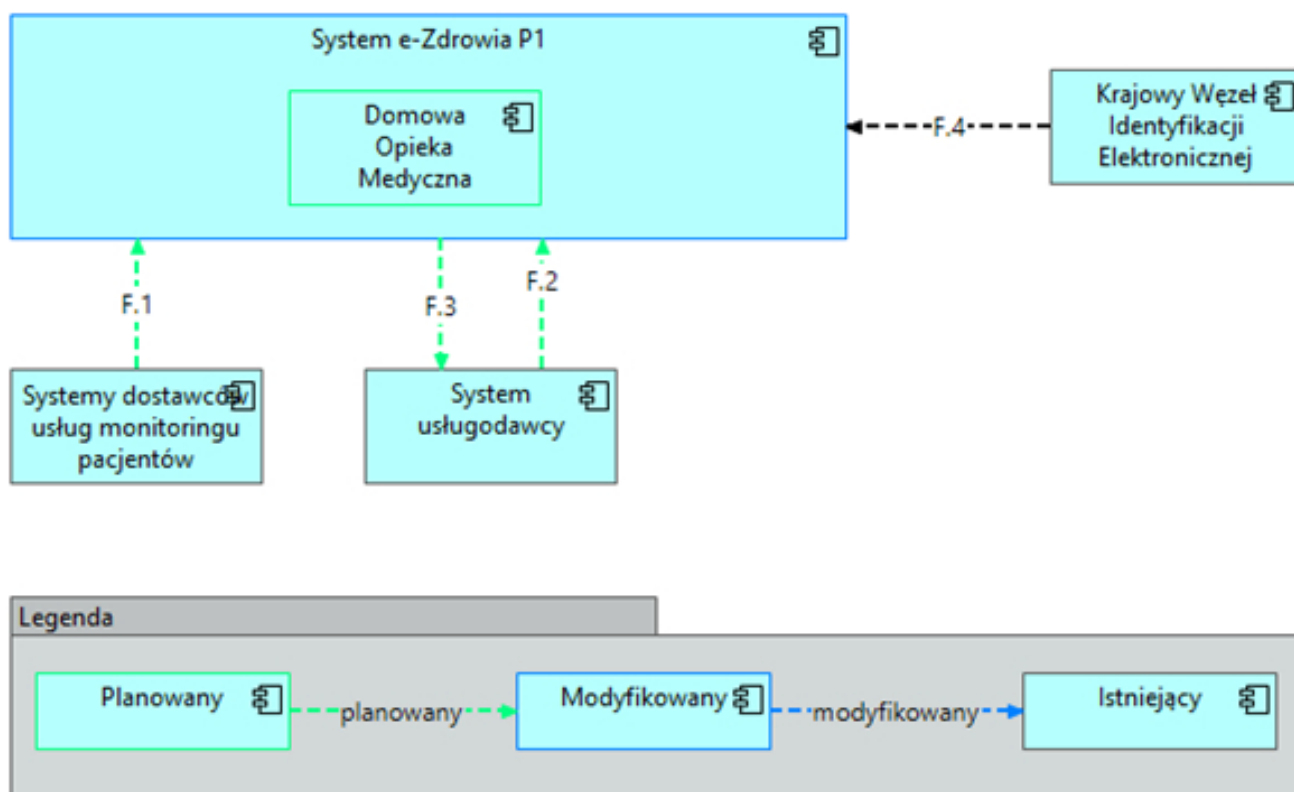 System e-Zdrowia P1
Domowa
Opieka
Medyczna
Krajowy Węzeł
Identyfikacji
Elektronicznej
F.4
F.1
F.3
F.2
Systemy dostawców
usług monitoringu
pacjentów
System
usługodawcy
Legenda
Planowany
planowany
Modyfikowany
modyfikowany
Istniejący